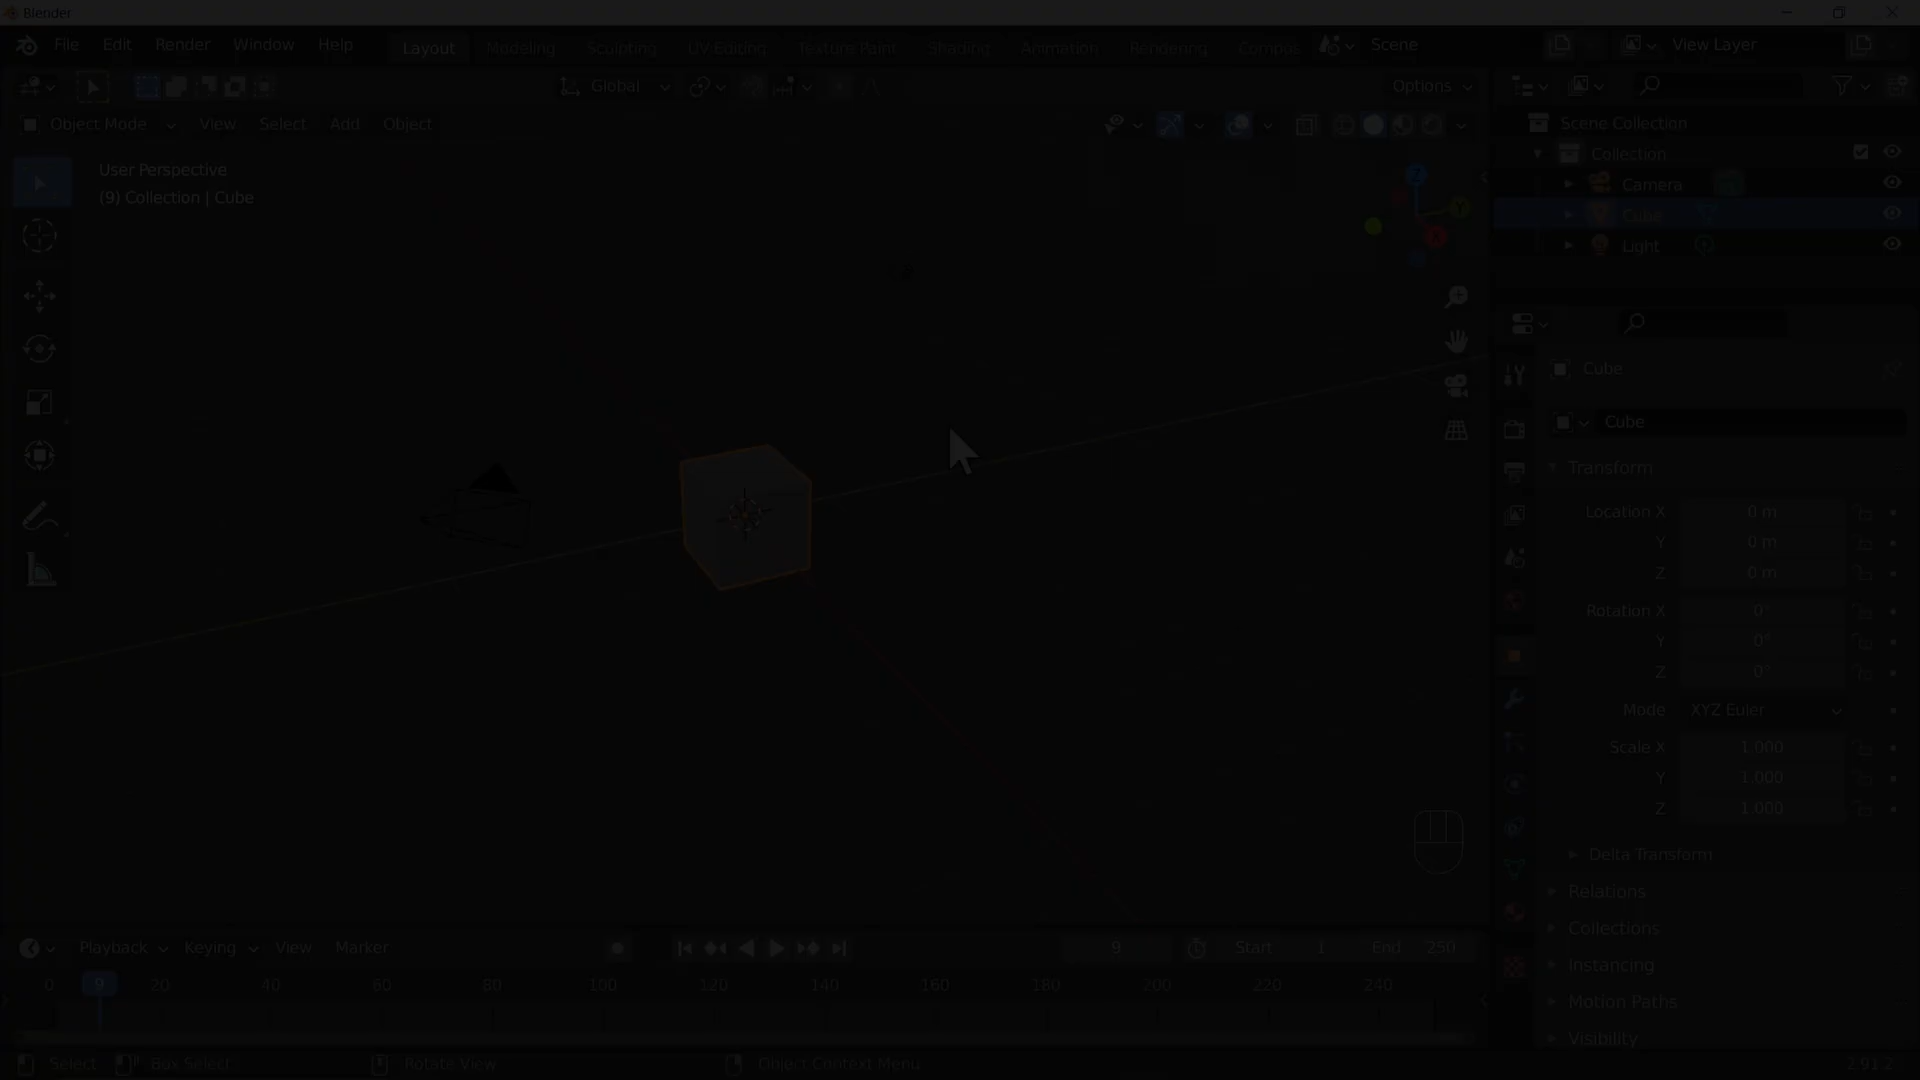 Blender
File Edit Render Window Help Layout Modeling Sculpting UV Editing Texture Paint Shading Animation Rendering Compos Scene View Layer
Global Options
Object Mode View Select Add Object
User Perspective
(9) Collection | Cube
Z
Y
X
Scene Collection
Collection
Camera
Cube
Light
Cube
Cube
Transform
Location X 0 m
Y 0 m
Z 0 m
Rotation X 0°
Y 0°
Z 0°
Mode XYZ Euler
Scale X 1.000
Y 1.000
Z 1.000
Delta Transform
Relations
Collections
Instancing
Motion Paths
Visibility
Playback Keying View Marker 9 Start 1 End 250
0 9 20 40 60 80 100 120 140 160 180 200 220 240
Select Box Select Rotate View Object Context Menu 2.91.2